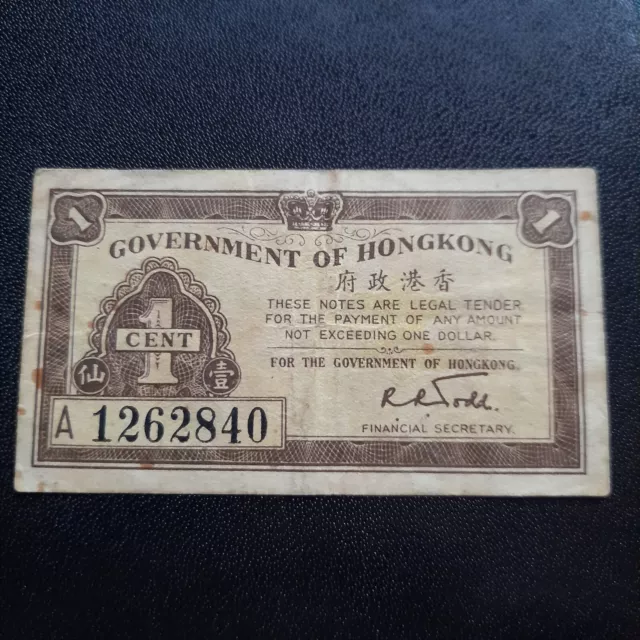 1 1
GOVERNMENT OF HONGKONG
府政港香
THESE NOTES ARE LEGAL TENDER
FOR THE PAYMENT OF ANY AMOUNT
NOT EXCEEDING ONE DOLLAR.
FOR THE GOVERNMENT OF HONGKONG.
1
CENT
仙 壹
A 1262840
R R Todd
FINANCIAL SECRETARY.